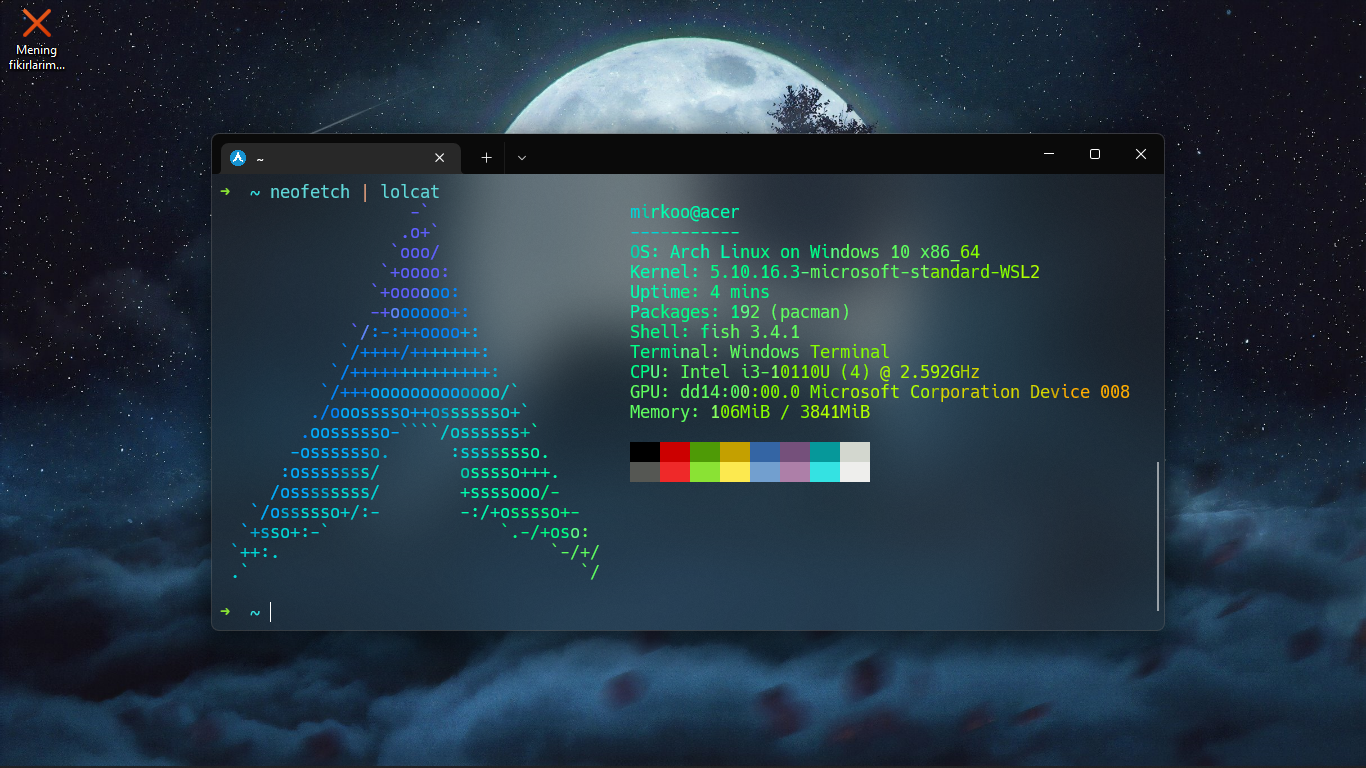 Mening
fikirlarim...
~
➜  ~ neofetch | lolcat
                   -`
                  .o+`
                 `ooo/
                `+oooo:
               `+oooooo:
               -+oooooo+:
             `/:-:++oooo+:
            `/++++/+++++++:
           `/++++++++++++++:
          `/+++ooooooooooooo/`
         ./ooosssso++osssssso+`
        .oossssso-````/ossssss+`
       -osssssso.      :ssssssso.
      :osssssss/        osssso+++.
     /ossssssss/        +ssssooo/-
   `/ossssso+/:-        -:/+osssso+-
  `+sso+:-`                 `.-/+oso:
 `++:.                           `-/+/
 .`                                 `/
mirkoo@acer
-----------
OS: Arch Linux on Windows 10 x86_64
Kernel: 5.10.16.3-microsoft-standard-WSL2
Uptime: 4 mins
Packages: 192 (pacman)
Shell: fish 3.4.1
Terminal: Windows Terminal
CPU: Intel i3-10110U (4) @ 2.592GHz
GPU: dd14:00:00.0 Microsoft Corporation Device 008
Memory: 106MiB / 3841MiB
➜  ~